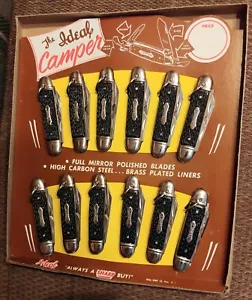 The Ideal
Camper
• FULL MIRROR POLISHED BLADES
• HIGH CARBON STEEL... BRASS PLATED LINERS
"ALWAYS A SHARP BUY!"